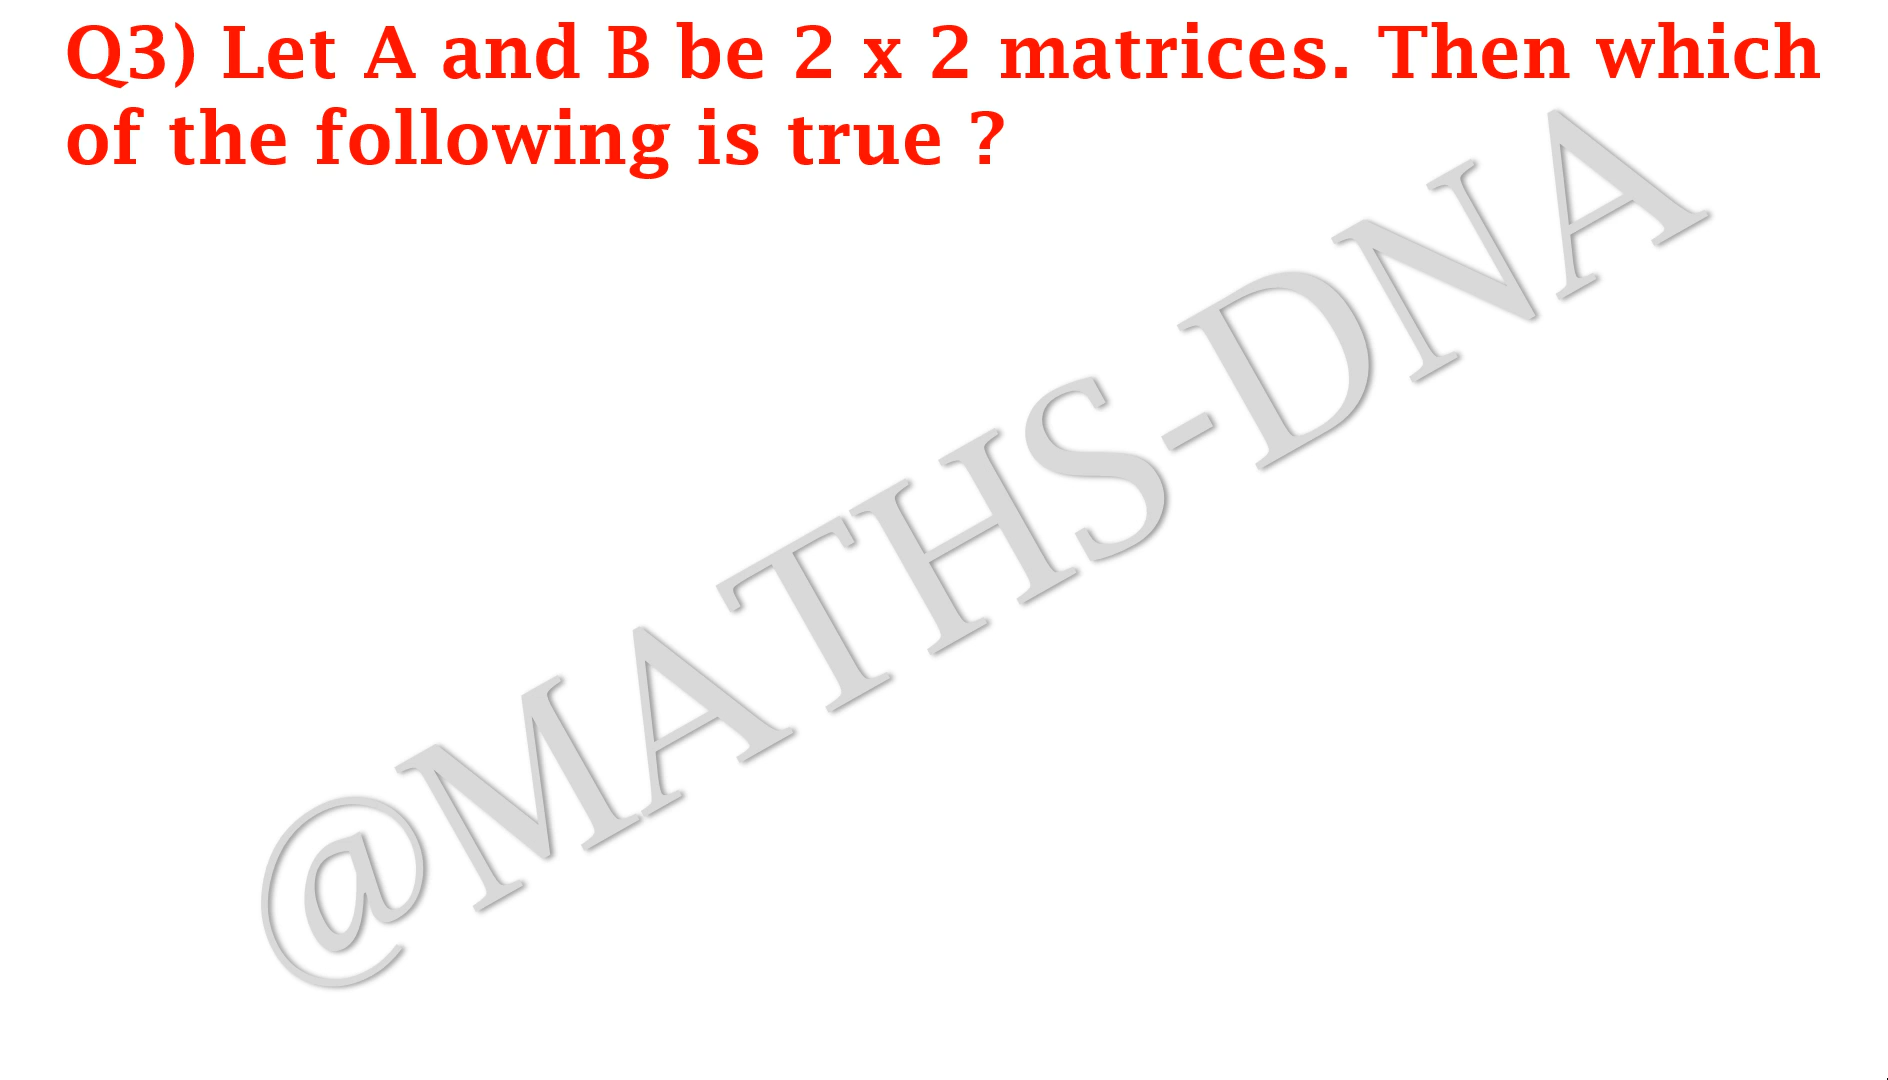 Q3) Let A and B be 2 x 2 matrices. Then which
of the following is true ?
@MATHS-DNA